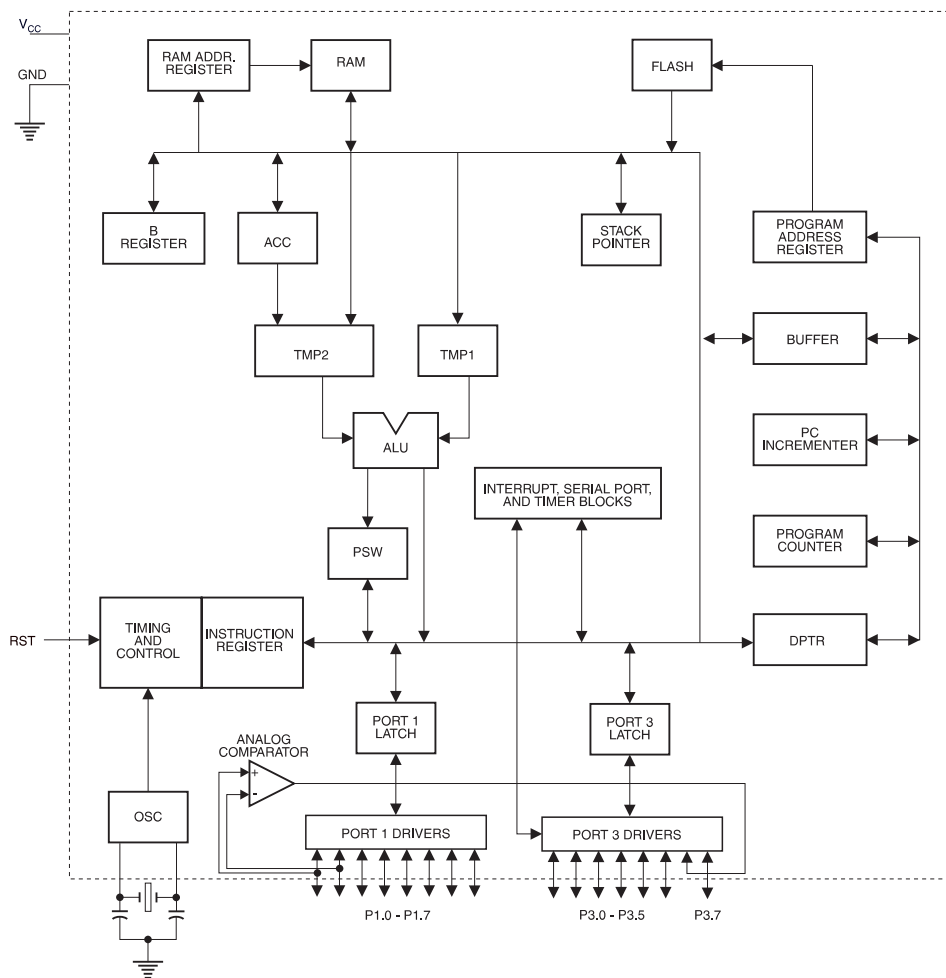 VCC
GND
RAM ADDR.
REGISTER
RAM
FLASH
B
REGISTER
ACC
STACK
POINTER
PROGRAM
ADDRESS
REGISTER
TMP2
TMP1
BUFFER
ALU
PC
INCREMENTER
INTERRUPT, SERIAL PORT,
AND TIMER BLOCKS
PSW
PROGRAM
COUNTER
RST
TIMING
AND
CONTROL
INSTRUCTION
REGISTER
DPTR
PORT 1
LATCH
PORT 3
LATCH
ANALOG
COMPARATOR
+
-
OSC
PORT 1 DRIVERS
PORT 3 DRIVERS
P1.0 - P1.7
P3.0 - P3.5
P3.7